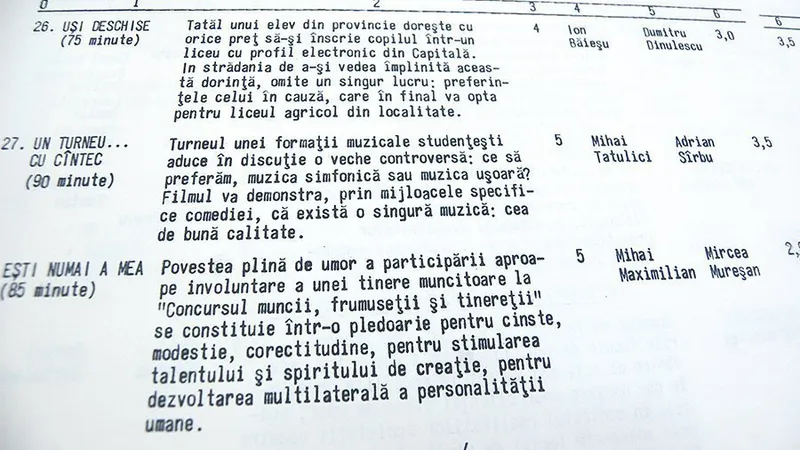 0 1 2 3 4 5 6 6
26. UŞI DESCHISE Tatăl unui elev din provincie doreşte cu 4 Ion Dumitru 3,0 3,5
(75 minute) orice preţ să-şi înscrie copilul într-un Băieşu Dinulescu
liceu cu profil electronic din Capitală.
In strădania de a-şi vedea împlinită aceas-
tă dorinţă, omite un singur lucru: preferin-
ţele celui în cauză, care în final va opta
pentru liceul agricol din localitate.
27. UN TURNEU... Turneul unei formaţii muzicale studenţeşti 5 Mihai Adrian 3,5
CU CÎNTEC aduce în discuţie o veche controversă: ce să Tatulici Sîrbu
(90 minute) preferăm, muzica simfonică sau muzica uşoară?
Filmul va demonstra, prin mijloacele specifi-
ce comediei, că există o singură muzică: cea
de bună calitate.
EŞTI NUMAI A MEA Povestea plină de umor a participării aproa- 5 Mihai Mircea
(85 minute) pe involuntare a unei tinere muncitoare la Maximilian Mureşan
"Concursul muncii, frumuseţii şi tinereţii"
se constituie într-o pledoarie pentru cinste,
modestie, corectitudine, pentru stimularea
talentului şi spiritului de creaţie, pentru
dezvoltarea multilaterală a personalităţii
umane.